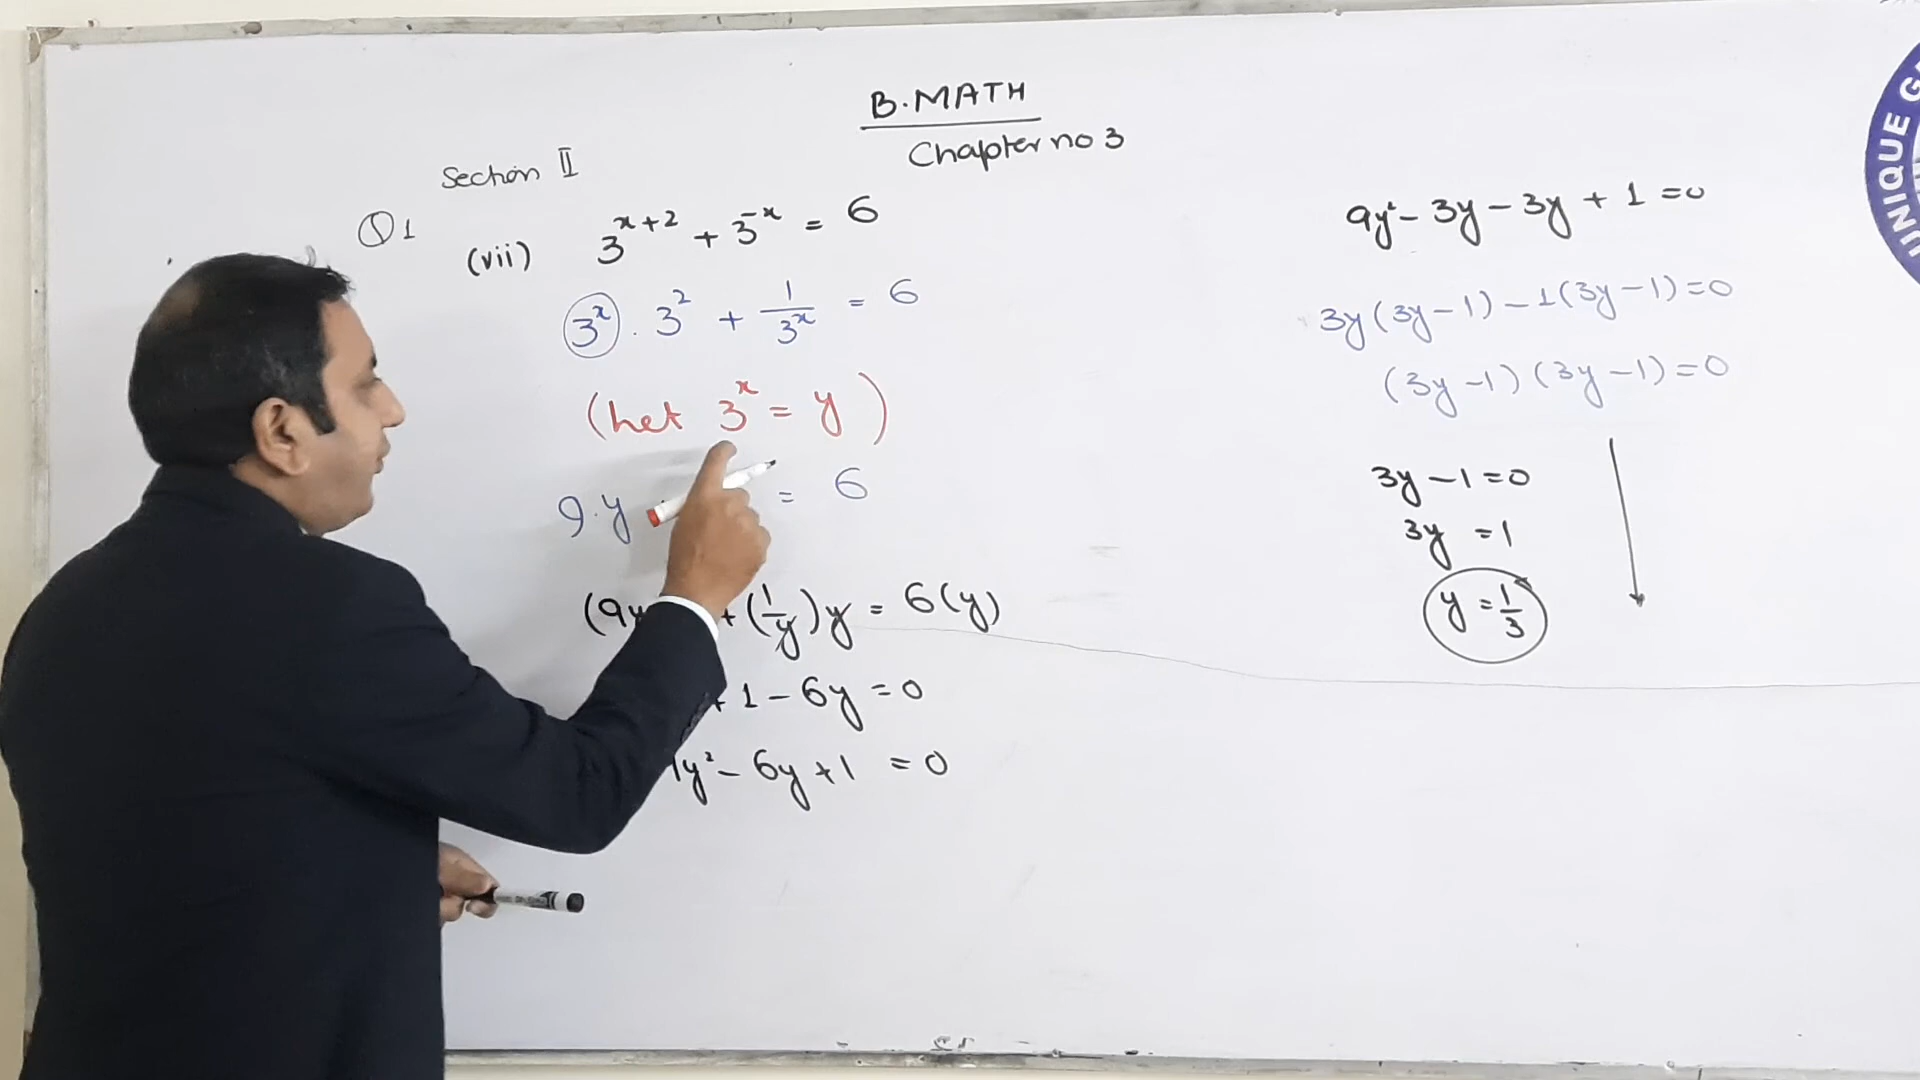 B.MATH
Chapter no 3
Section II
Q1
(vii) 3^{x+2} + 3^{-x} = 6
3^x . 3^2 + 1/3^x = 6
(Let 3^x = y)
9.y = 6
(9y + (1/y)y = 6(y)
+ 1 - 6y = 0
y² - 6y + 1 = 0
9y² - 3y - 3y + 1 = 0
3y(3y-1) - 1(3y-1) = 0
(3y-1)(3y-1) = 0
3y - 1 = 0
3y = 1
y = 1/3
UNIQUE G